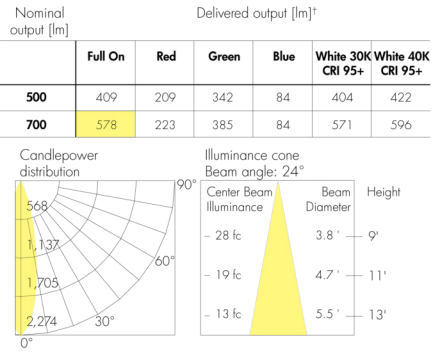 Nominal output [lm]
Delivered output [lm]†
Full On Red Green Blue White 30K CRI 95+ White 40K CRI 95+
500 409 209 342 84 404 422
700 578 223 385 84 571 596
Candlepower distribution
90°
568
1,137
60°
1,705
2,274
30°
0°
Illuminance cone
Beam angle: 24°
Center Beam Illuminance
Beam Diameter
Height
– 28 fc 3.8 ' 9'
– 19 fc 4.7 ' 11'
– 13 fc 5.5 ' 13'